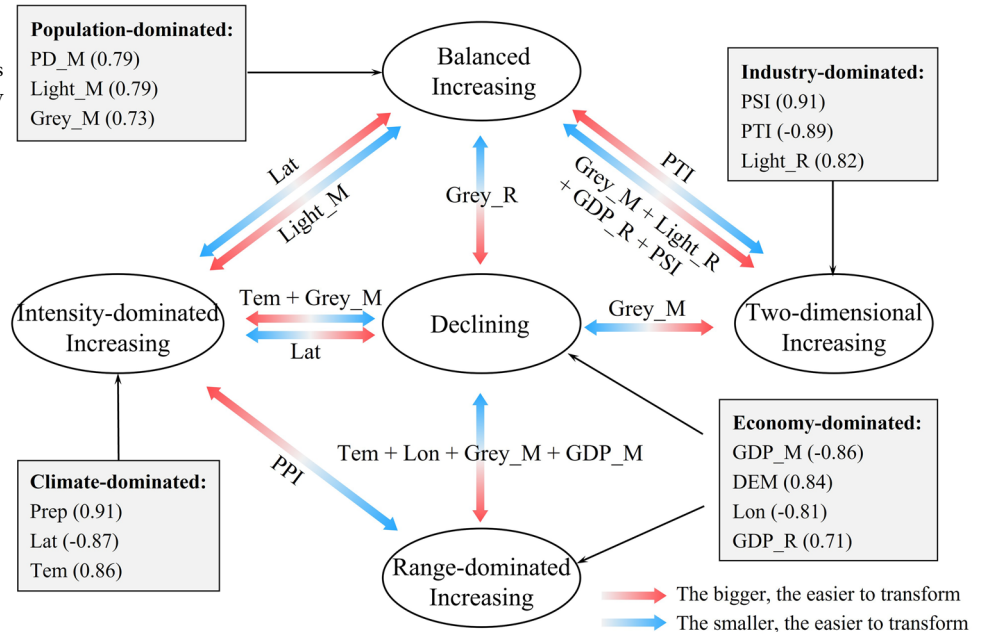 Population-dominated:
PD_M (0.79)
Light_M (0.79)
Grey_M (0.73)
s
y
Balanced
Increasing
Industry-dominated:
PSI (0.91)
PTI (-0.89)
Light_R (0.82)
Lat
Light_M
Grey_R
PTI
Grey_M + Light_R
+ GDP_R + PSI
Intensity-dominated
Increasing
Tem + Grey_M
Lat
Declining
Grey_M
Two-dimensional
Increasing
PPI
Tem + Lon + Grey_M + GDP_M
Economy-dominated:
GDP_M (-0.86)
DEM (0.84)
Lon (-0.81)
GDP_R (0.71)
Climate-dominated:
Prep (0.91)
Lat (-0.87)
Tem (0.86)
Range-dominated
Increasing
The bigger, the easier to transform
The smaller, the easier to transform